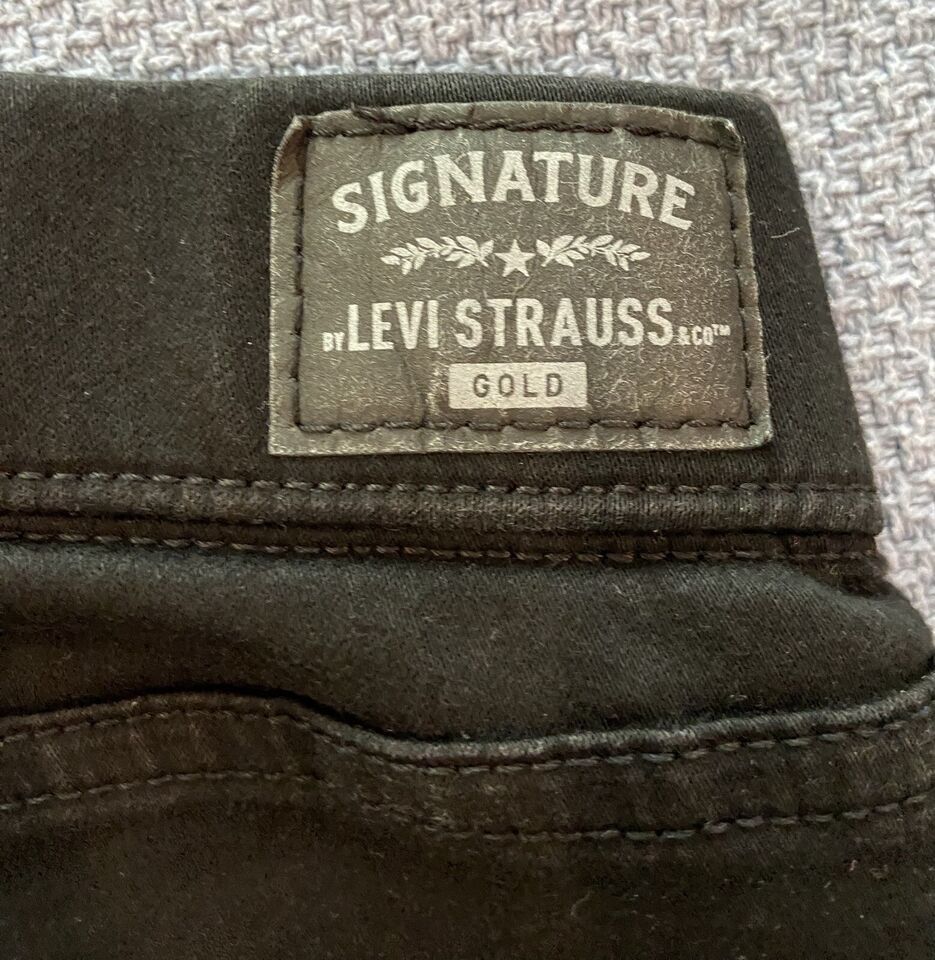 SIGNATURE
BY LEVI STRAUSS & CO™
GOLD